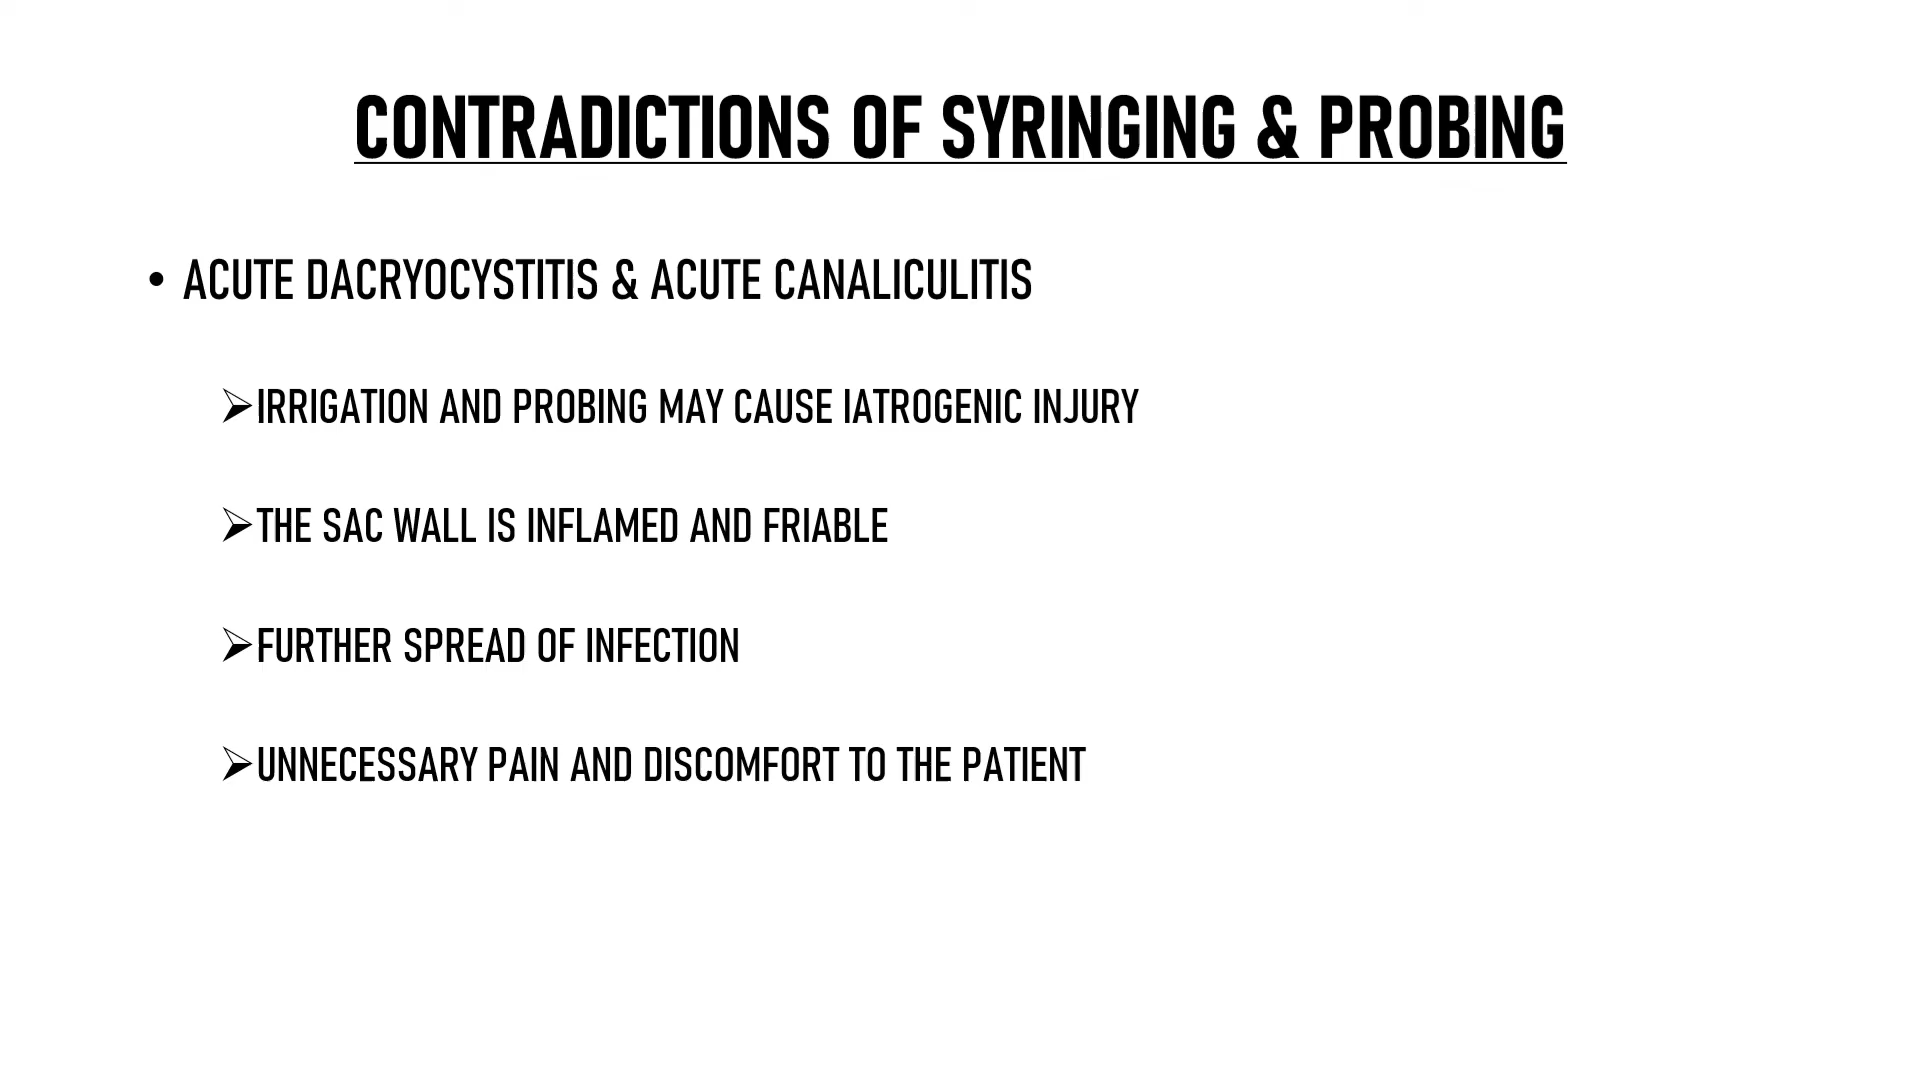 CONTRADICTIONS OF SYRINGING & PROBING
• ACUTE DACRYOCYSTITIS & ACUTE CANALICULITIS
➢IRRIGATION AND PROBING MAY CAUSE IATROGENIC INJURY
➢THE SAC WALL IS INFLAMED AND FRIABLE
➢FURTHER SPREAD OF INFECTION
➢UNNECESSARY PAIN AND DISCOMFORT TO THE PATIENT